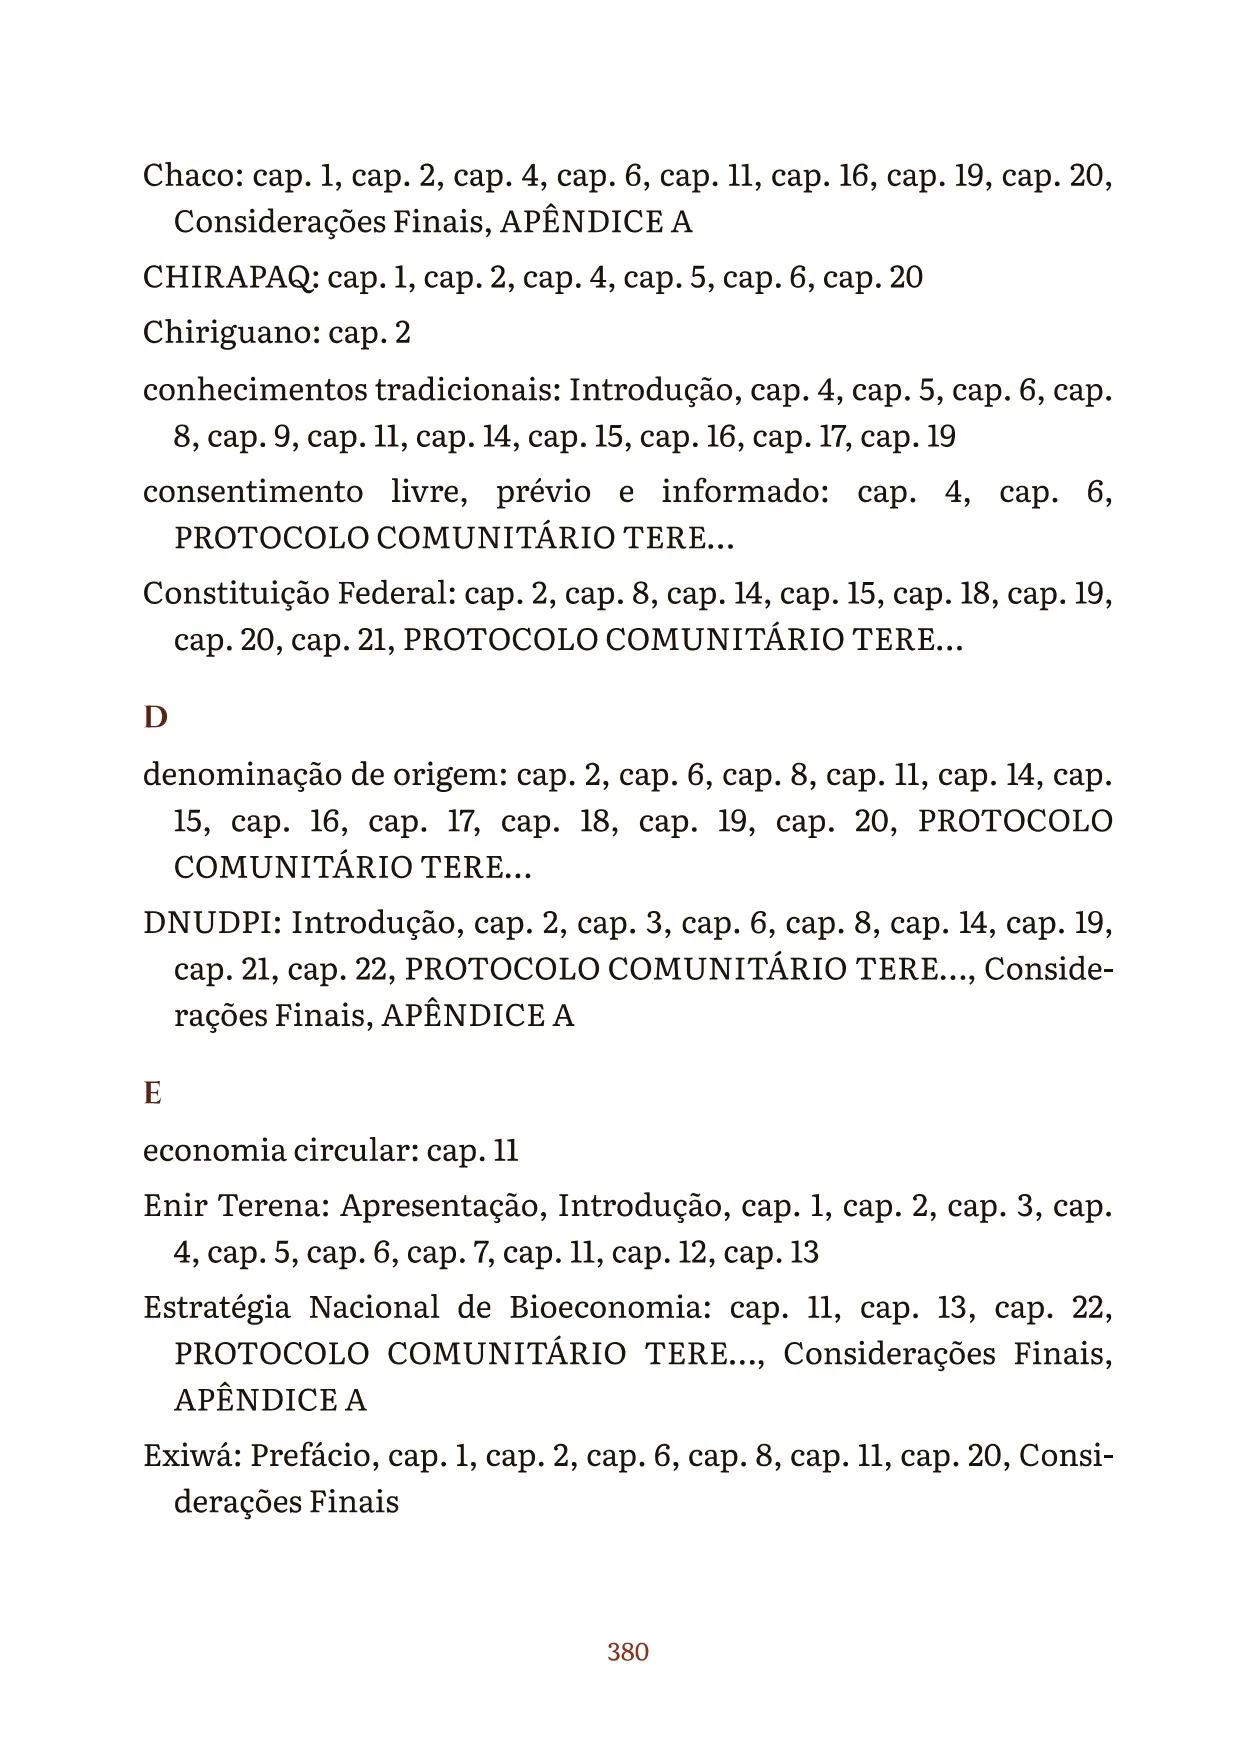 Chaco: cap. 1, cap. 2, cap. 4, cap. 6, cap. 11, cap. 16, cap. 19, cap. 20,
Considerações Finais, APÊNDICE A
CHIRAPAQ: cap. 1, cap. 2, cap. 4, cap. 5, cap. 6, cap. 20
Chiriguano: cap. 2
conhecimentos tradicionais: Introdução, cap. 4, cap. 5, cap. 6, cap.
8, cap. 9, cap. 11, cap. 14, cap. 15, cap. 16, cap. 17, cap. 19
consentimento livre, prévio e informado: cap. 4, cap. 6,
PROTOCOLO COMUNITÁRIO TERE…
Constituição Federal: cap. 2, cap. 8, cap. 14, cap. 15, cap. 18, cap. 19,
cap. 20, cap. 21, PROTOCOLO COMUNITÁRIO TERE…
D
denominação de origem: cap. 2, cap. 6, cap. 8, cap. 11, cap. 14, cap.
15, cap. 16, cap. 17, cap. 18, cap. 19, cap. 20, PROTOCOLO
COMUNITÁRIO TERE…
DNUDPI: Introdução, cap. 2, cap. 3, cap. 6, cap. 8, cap. 14, cap. 19,
cap. 21, cap. 22, PROTOCOLO COMUNITÁRIO TERE…, Conside-
rações Finais, APÊNDICE A
E
economia circular: cap. 11
Enir Terena: Apresentação, Introdução, cap. 1, cap. 2, cap. 3, cap.
4, cap. 5, cap. 6, cap. 7, cap. 11, cap. 12, cap. 13
Estratégia Nacional de Bioeconomia: cap. 11, cap. 13, cap. 22,
PROTOCOLO COMUNITÁRIO TERE…, Considerações Finais,
APÊNDICE A
Exiwá: Prefácio, cap. 1, cap. 2, cap. 6, cap. 8, cap. 11, cap. 20, Consi-
derações Finais
380